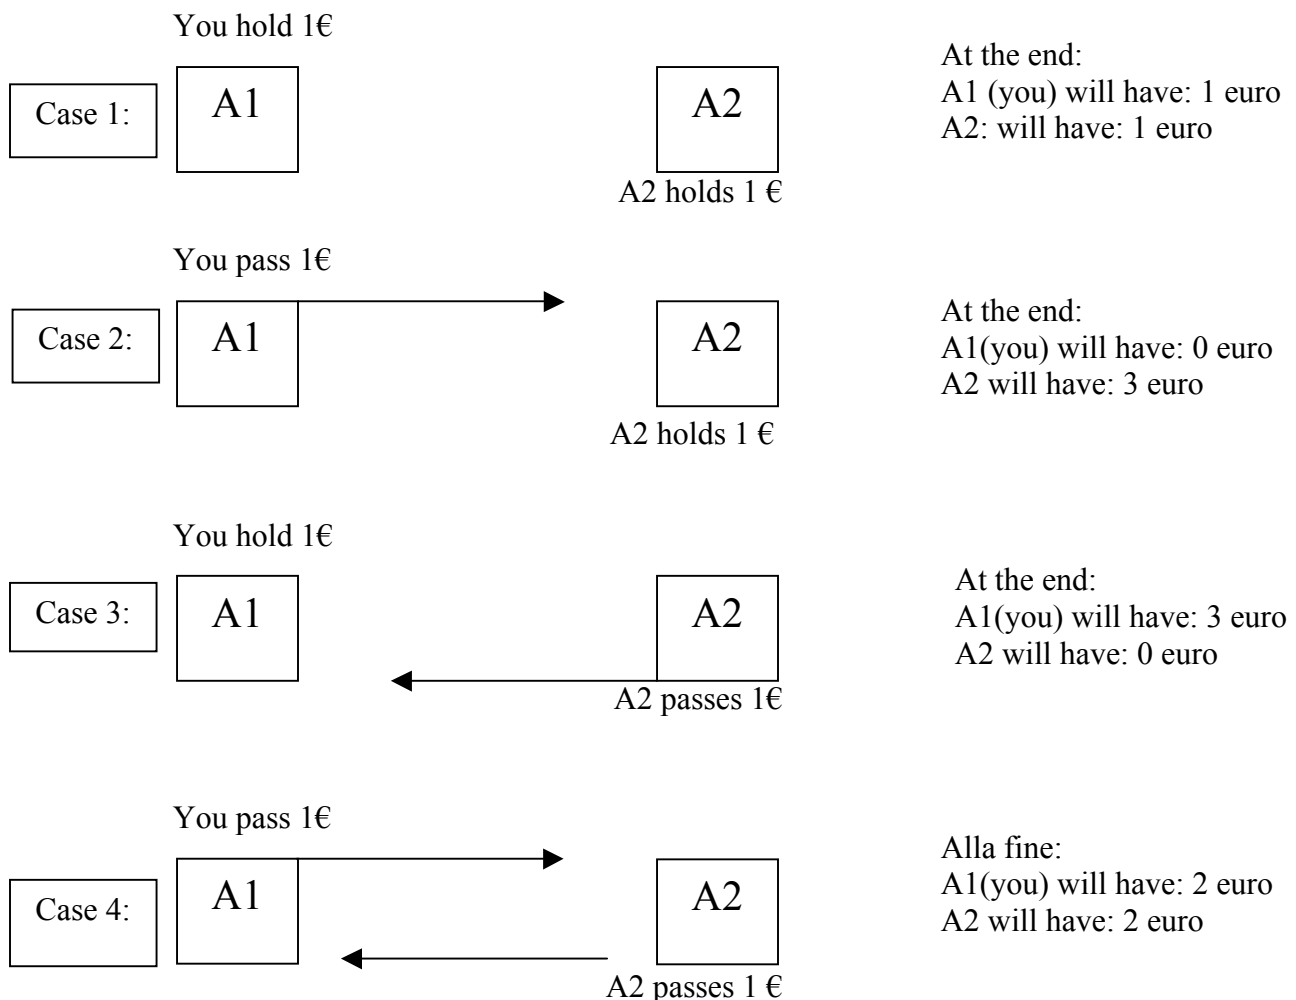 You hold 1€
Case 1:
A1
A2
A2 holds 1 €
At the end:
A1 (you) will have: 1 euro
A2: will have: 1 euro
You pass 1€
Case 2:
A1
A2
A2 holds 1 €
At the end:
A1(you) will have: 0 euro
A2 will have: 3 euro
You hold 1€
Case 3:
A1
A2
A2 passes 1€
At the end:
A1(you) will have: 3 euro
A2 will have: 0 euro
You pass 1€
Case 4:
A1
A2
A2 passes 1 €
Alla fine:
A1(you) will have: 2 euro
A2 will have: 2 euro